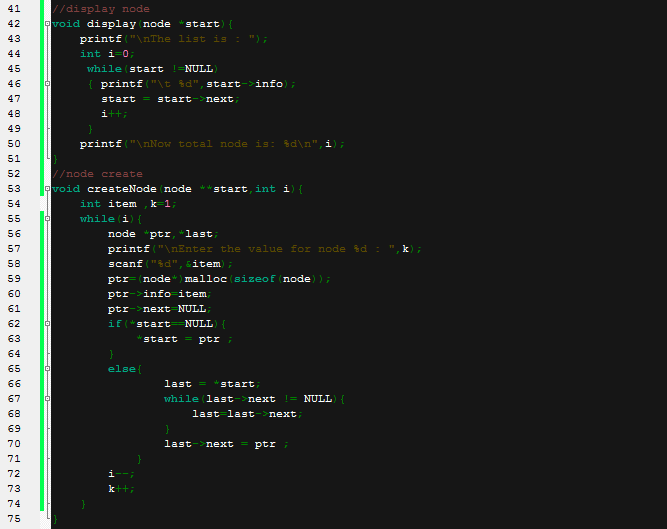 41 //display node
42 void display(node *start){
43     printf("\nThe list is : ");
44     int i=0;
45      while(start !=NULL)
46      { printf("\t %d",start->info);
47        start = start->next;
48        i++;
49      }
50     printf("\nNow total node is: %d\n",i);
51 }
52 //node create
53 void createNode(node **start,int i){
54     int item ,k=1;
55     while(i){
56         node *ptr,*last;
57         printf("\nEnter the value for node %d : ",k);
58         scanf("%d",&item);
59         ptr=(node*)malloc(sizeof(node));
60         ptr->info=item;
61         ptr->next=NULL;
62         if(*start==NULL){
63             *start = ptr ;
64         }
65         else{
66                 last = *start;
67                 while(last->next != NULL){
68                     last=last->next;
69                 }
70                 last->next = ptr ;
71             }
72         i--;
73         k++;
74     }
75 }